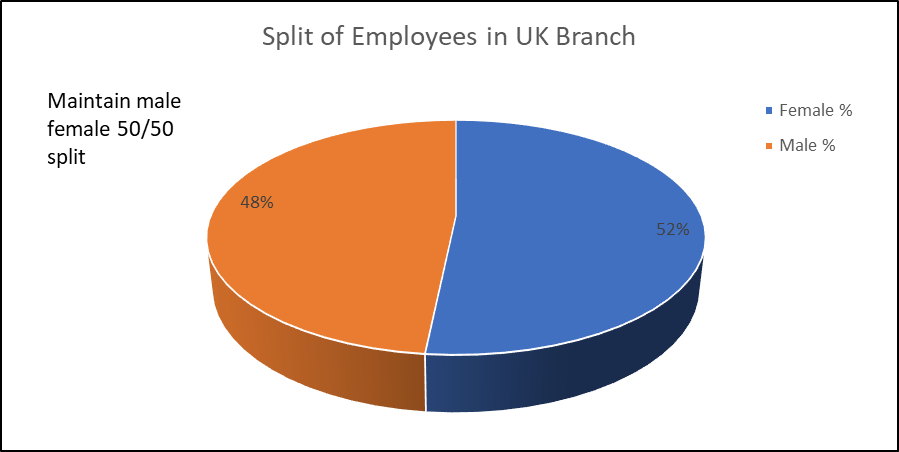 Split of Employees in UK Branch
Maintain male
female 50/50
split
Female %
Male %
48%
52%